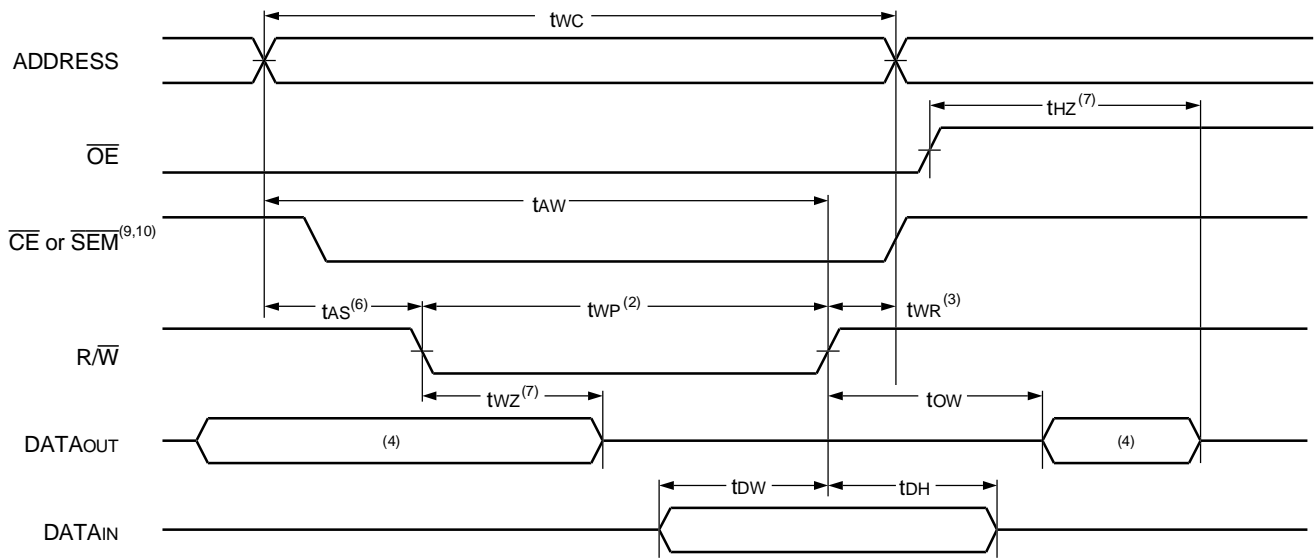 tWC
ADDRESS
tHZ(7)
OE
tAW
CE or SEM(9,10)
tAS(6) tWP(2) tWR(3)
R/W
tWZ(7) tOW
DATAOUT (4) (4)
tDW tDH
DATAIN